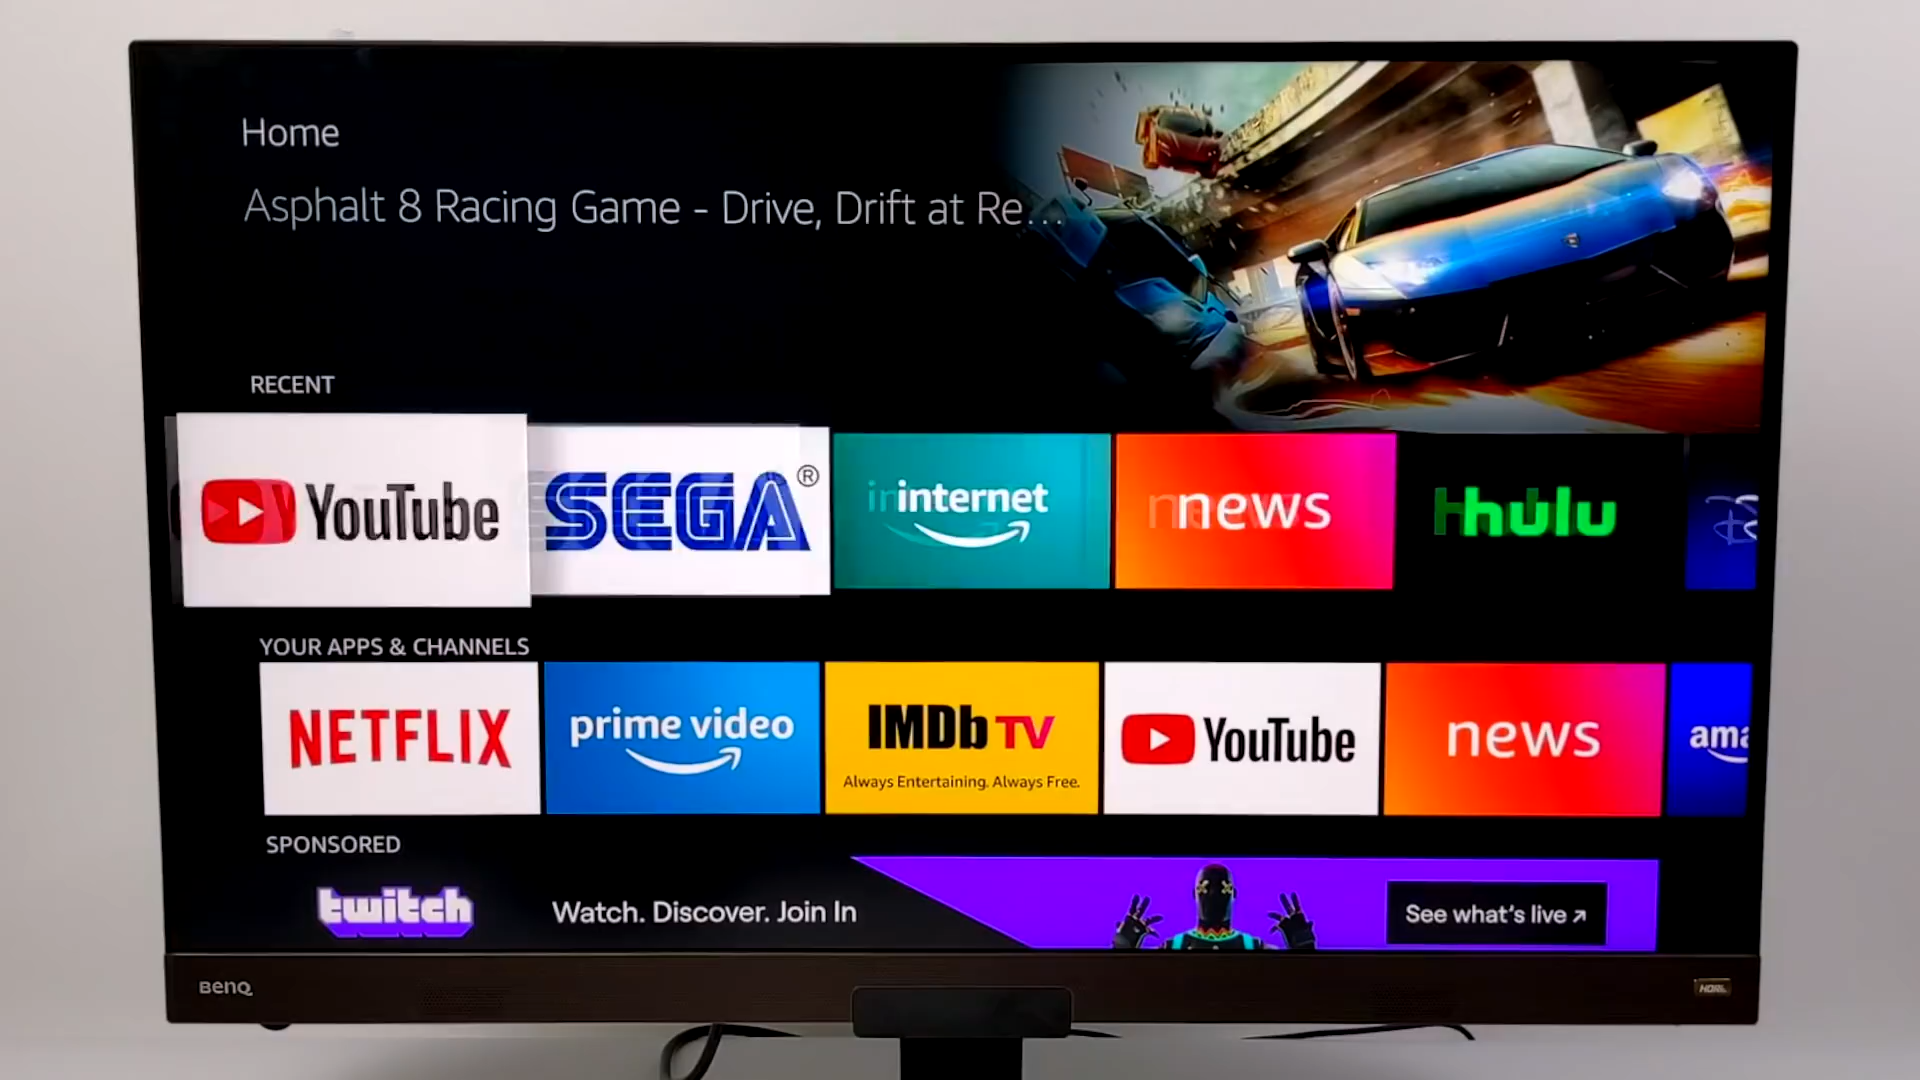 Home
Asphalt 8 Racing Game - Drive, Drift at Re...
RECENT
YouTube
SEGA®
internet
news
hulu
YOUR APPS & CHANNELS
NETFLIX
prime video
IMDb TV
Always Entertaining. Always Free.
YouTube
news
ama
SPONSORED
twitch
Watch. Discover. Join In
See what's live ↗
BenQ
HDRi